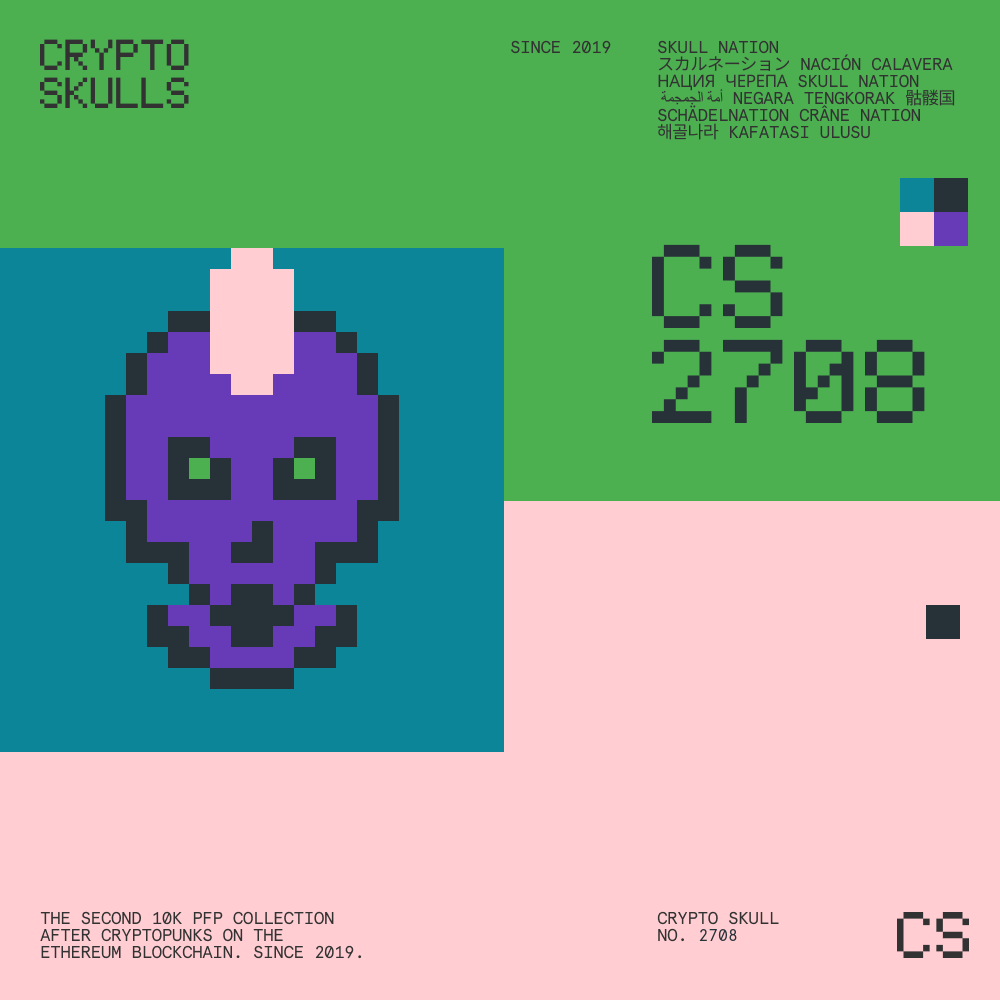 CRYPTO
SKULLS
SINCE 2019
SKULL NATION
スカルネーション NACIÓN CALAVERA
НАЦИЯ ЧЕРЕПА SKULL NATION
أمة الجمجمة NEGARA TENGKORAK 骷髅国
SCHÄDELNATION CRÂNE NATION
해골나라 KAFATASI ULUSU
CS
2708
THE SECOND 10K PFP COLLECTION
AFTER CRYPTOPUNKS ON THE
ETHEREUM BLOCKCHAIN. SINCE 2019.
CRYPTO SKULL
NO. 2708
CS